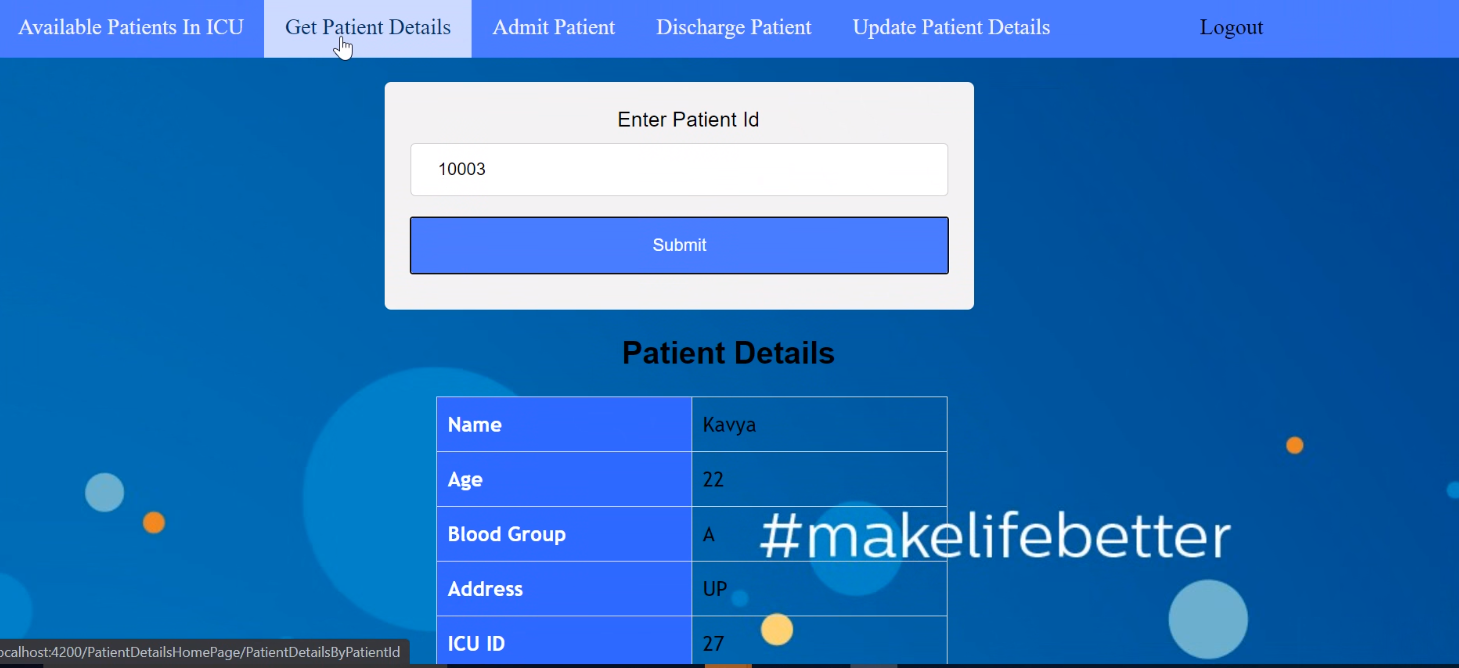 Available Patients In ICU Get Patient Details Admit Patient Discharge Patient Update Patient Details Logout
Enter Patient Id
10003
Submit
Patient Details
Name Kavya
Age 22
Blood Group A
#makelifebetter
Address UP
ICU ID 27
ocalhost:4200/PatientDetailsHomePage/PatientDetailsByPatientId